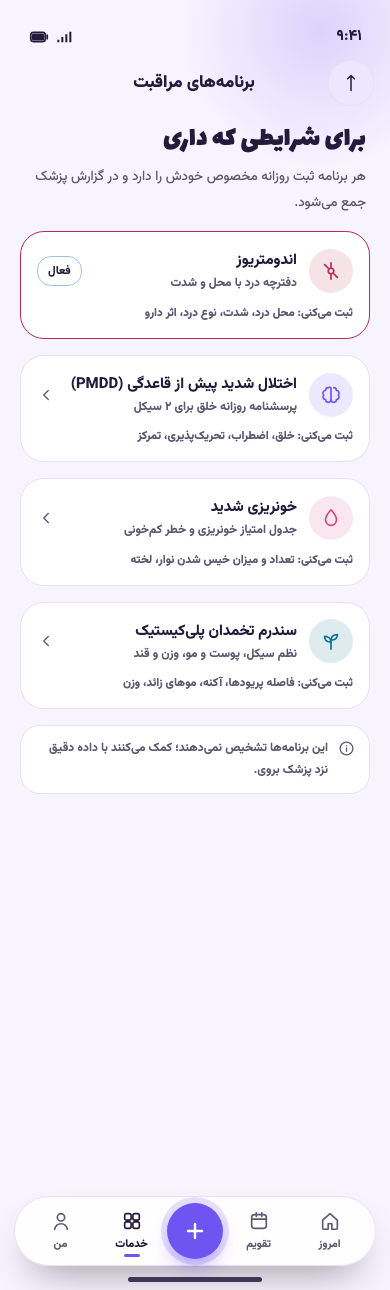 ۹:۴۱
برنامه‌های مراقبت
برای شرایطی که داری
هر برنامه ثبت روزانه مخصوص خودش را دارد و در گزارش پزشک
جمع می‌شود.
اندومتریوز
فعال
دفترچه درد با محل و شدت
ثبت می‌کنی: محل درد، شدت، نوع درد، اثر دارو
اختلال شدید پیش از قاعدگی (PMDD)
پرسشنامه روزانه خلق برای ۲ سیکل
ثبت می‌کنی: خلق، اضطراب، تحریک‌پذیری، تمرکز
خونریزی شدید
جدول امتیاز خونریزی و خطر کم‌خونی
ثبت می‌کنی: تعداد و میزان خیس شدن نوار، لخته
سندرم تخمدان پلی‌کیستیک
نظم سیکل، پوست و مو، وزن و قند
ثبت می‌کنی: فاصله پریودها، آکنه، موهای زائد، وزن
این برنامه‌ها تشخیص نمی‌دهند؛ کمک می‌کنند با داده دقیق
نزد پزشک بروی.
امروز
تقویم
خدمات
من